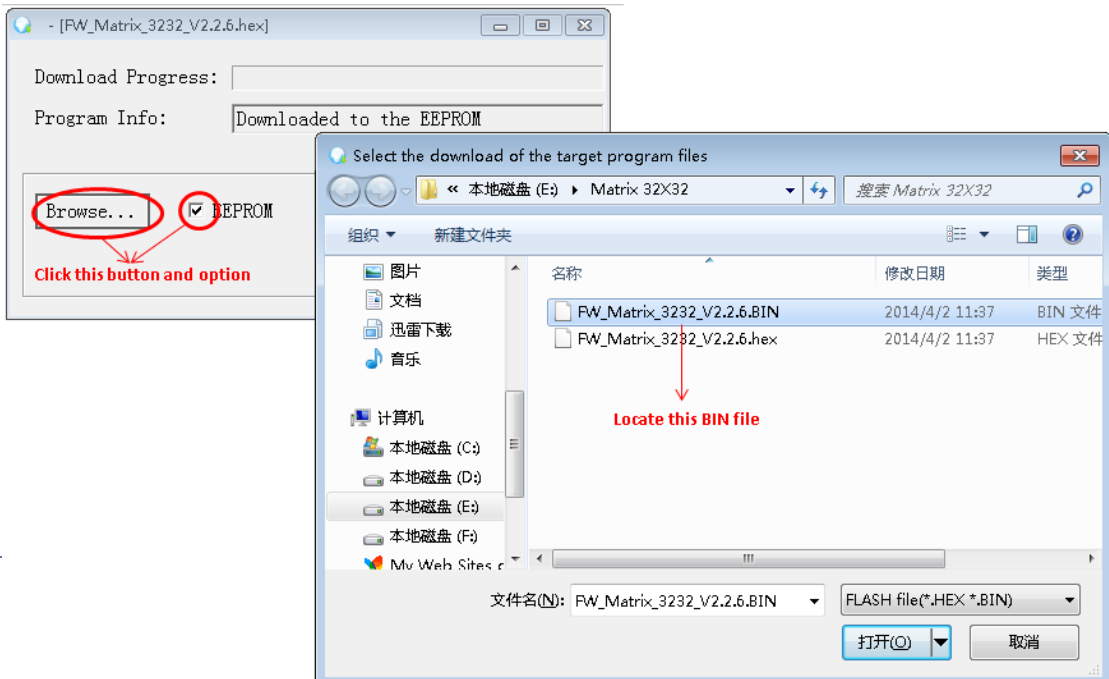 - [FW_Matrix_3232_V2.2.6.hex]
Download Progress:
Program Info:
Downloaded to the EEPROM
Browse...
EEPROM
Click this button and option
Select the download of the target program files
« 本地磁盘 (E:) Matrix 32X32
搜索 Matrix 32X32
组织
新建文件夹
图片
文档
迅雷下载
音乐
计算机
本地磁盘 (C:)
本地磁盘 (D:)
本地磁盘 (E:)
本地磁盘 (F:)
My Web Sites
名称
修改日期
类型
FW_Matrix_3232_V2.2.6.BIN
2014/4/2 11:37
BIN 文件
FW_Matrix_3232_V2.2.6.hex
2014/4/2 11:37
HEX 文件
Locate this BIN file
文件名(N):
FW_Matrix_3232_V2.2.6.BIN
FLASH file(*.HEX *.BIN)
打开(O)
取消